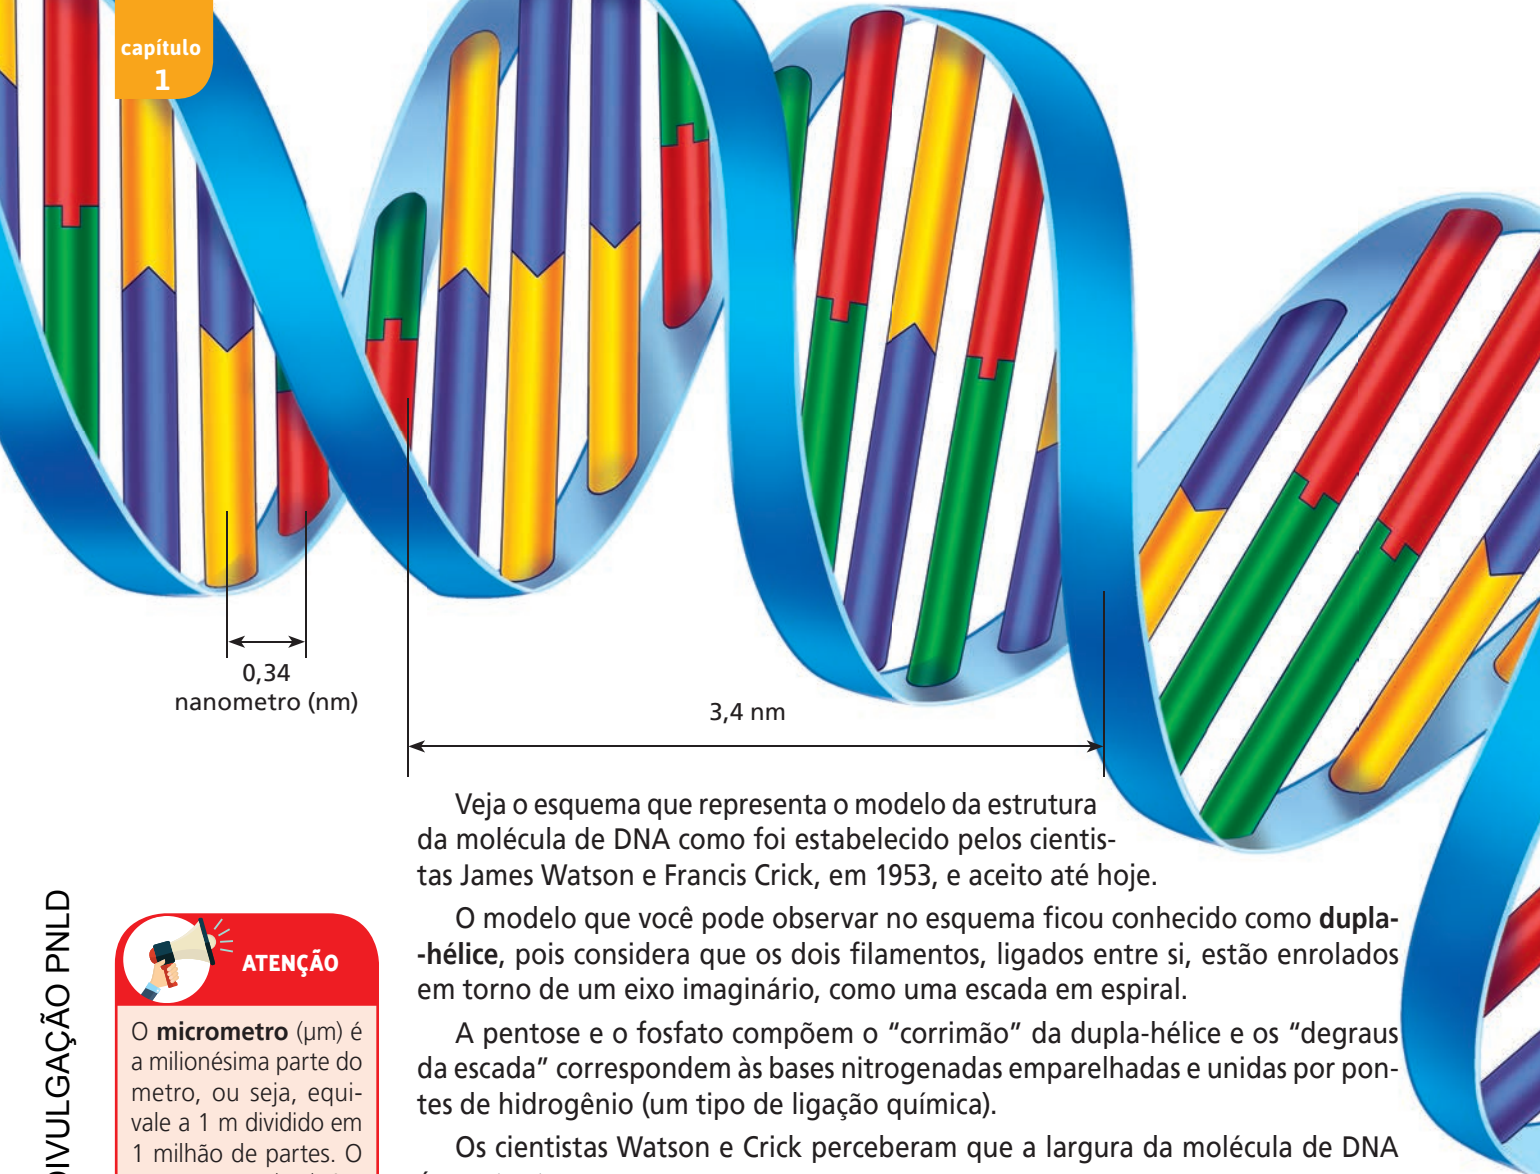 capítulo
1
0,34
nanometro (nm)
3,4 nm
Veja o esquema que representa o modelo da estrutura
da molécula de DNA como foi estabelecido pelos cientis-
tas James Watson e Francis Crick, em 1953, e aceito até hoje.
O modelo que você pode observar no esquema ficou conhecido como dupla-
-hélice, pois considera que os dois filamentos, ligados entre si, estão enrolados
em torno de um eixo imaginário, como uma escada em espiral.
A pentose e o fosfato compõem o “corrimão” da dupla-hélice e os “degraus
da escada” correspondem às bases nitrogenadas emparelhadas e unidas por pon-
tes de hidrogênio (um tipo de ligação química).
Os cientistas Watson e Crick perceberam que a largura da molécula de DNA
ATENÇÃO
O micrometro (μm) é
a milionésima parte do
metro, ou seja, equi-
vale a 1 m dividido em
1 milhão de partes. O
DIVULGAÇÃO PNLD